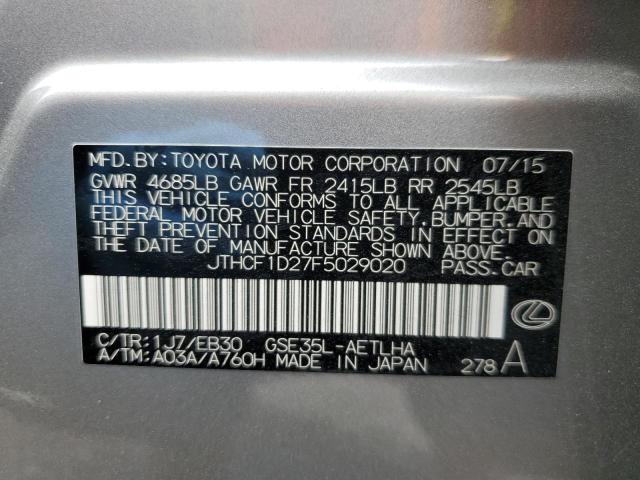 MFD.BY:TOYOTA MOTOR CORPORATION 07/15
GVWR 4685LB GAWR FR 2415LB RR 2545LB
THIS VEHICLE CONFORMS TO ALL APPLICABLE
FEDERAL MOTOR VEHICLE SAFETY,BUMPER,AND
THEFT PREVENTION STANDARDS IN EFFECT ON
THE DATE OF MANUFACTURE SHOWN ABOVE.
JTHCF1D27F5029020 PASS.CAR
C/TR:1J7/EB30 GSE35L-AETLHA
A/TM:A03A/A760H MADE IN JAPAN 278 A